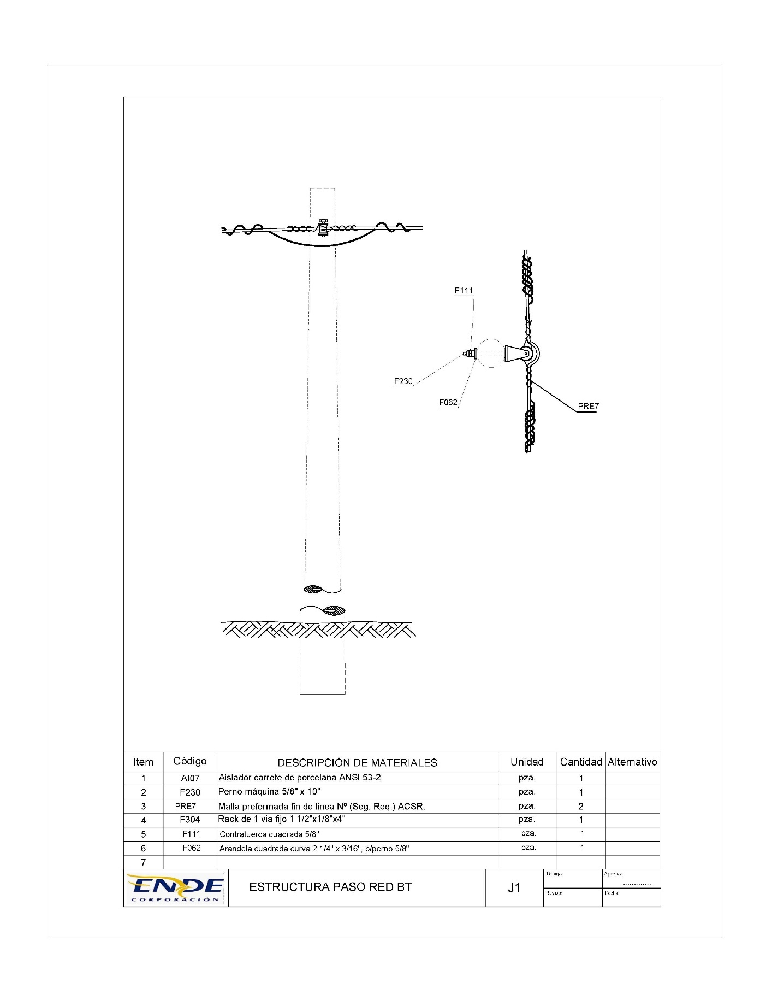 F111
F230
F062
PRE7
Item Código DESCRIPCIÓN DE MATERIALES Unidad Cantidad Alternativo
1 AI07 Aislador carrete de porcelana ANSI 53-2 pza. 1
2 F230 Perno máquina 5/8" x 10" pza. 1
3 PRE7 Malla preformada fin de linea Nº (Seg. Req.) ACSR. pza. 2
4 F304 Rack de 1 via fijo 1 1/2"x1/8"x4" pza. 1
5 F111 Contratuerca cuadrada 5/8" pza. 1
6 F062 Arandela cuadrada curva 2 1/4" x 3/16", p/perno 5/8" pza. 1
7
ENDE
CORPORACIÓN
ESTRUCTURA PASO RED BT
J1
Dibujo:
Aprobo:
..............
Reviso:
Fecha: